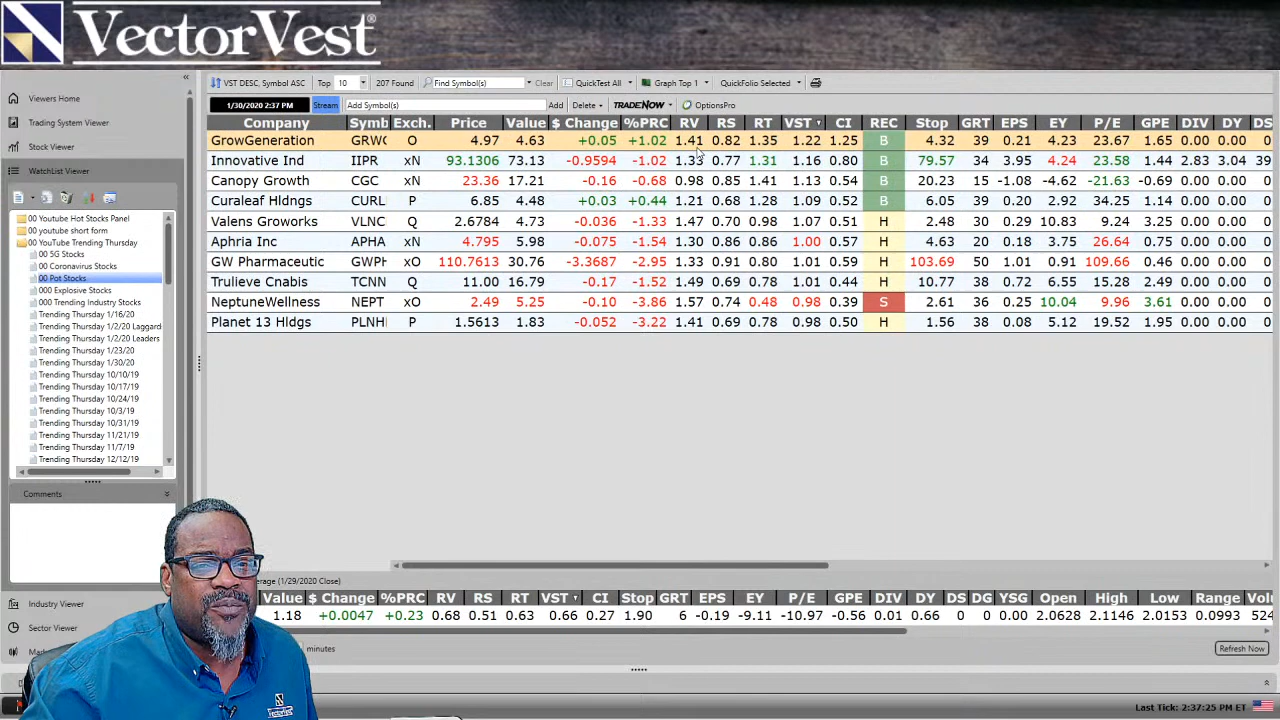 VectorVest®
VST DESC, Symbol ASC Top 10 207 Found Find Symbol(s) Clear QuickTest All Graph Top 1 QuickFolio Selected
1/30/2020 2:37 PM Stream Add Symbol(s) Add Delete TRADENOW OptionsPro
Viewers Home
Trading System Viewer
Stock Viewer
WatchList Viewer
00 Youtube Hot Stocks Panel
00 youtube short form
00 YouTube Trending Thursday
00 5G Stocks
00 Coronavirus Stocks
00 Pot Stocks
000 Explosive Stocks
000 Trending Industry Stocks
Trending Thursday 1/16/20
Trending Thursday 1/2/20 Laggard
Trending Thursday 1/2/20 Leaders
Trending Thursday 1/23/20
Trending Thursday 1/30/20
Trending Thursday 10/10/19
Trending Thursday 10/17/19
Trending Thursday 10/24/19
Trending Thursday 10/3/19
Trending Thursday 10/31/19
Trending Thursday 11/21/19
Trending Thursday 11/7/19
Trending Thursday 12/12/19
Comments
Industry Viewer
Sector Viewer
Company Symb Exch. Price Value $ Change %PRC RV RS RT VST CI REC Stop GRT EPS EY P/E GPE DIV DY DS
GrowGeneration GRWG O 4.97 4.63 +0.05 +1.02 1.41 0.82 1.35 1.22 1.25 B 4.32 39 0.21 4.23 23.67 1.65 0.00 0.00 0
Innovative Ind IIPR xN 93.1306 73.13 -0.9594 -1.02 1.3 0.77 1.31 1.16 0.80 B 79.57 34 3.95 4.24 23.58 1.44 2.83 3.04 39
Canopy Growth CGC xN 23.36 17.21 -0.16 -0.68 0.98 0.85 1.41 1.13 0.54 B 20.23 15 -1.08 -4.62 -21.63 -0.69 0.00 0.00 0
Curaleaf Hldngs CURL P 6.85 4.48 +0.03 +0.44 1.21 0.68 1.28 1.09 0.52 B 6.05 39 0.20 2.92 34.25 1.14 0.00 0.00 0
Valens Groworks VLNC Q 2.6784 4.73 -0.036 -1.33 1.47 0.70 0.98 1.07 0.51 H 2.48 30 0.29 10.83 9.24 3.25 0.00 0.00 0
Aphria Inc APHA xN 4.795 5.98 -0.075 -1.54 1.30 0.86 0.86 1.00 0.57 H 4.63 20 0.18 3.75 26.64 0.75 0.00 0.00 0
GW Pharmaceutic GWPH xO 110.7613 30.76 -3.3687 -2.95 1.33 0.91 0.80 1.01 0.59 H 103.69 50 1.01 0.91 109.66 0.46 0.00 0.00 0
Trulieve Cnabis TCNN Q 11.00 16.79 -0.17 -1.52 1.49 0.69 0.78 1.01 0.44 H 10.77 38 0.72 6.55 15.28 2.49 0.00 0.00 0
NeptuneWellness NEPT xO 2.49 5.25 -0.10 -3.86 1.57 0.74 0.48 0.98 0.39 S 2.61 36 0.25 10.04 9.96 3.61 0.00 0.00 0
Planet 13 Hldgs PLNH P 1.5613 1.83 -0.052 -3.22 1.41 0.69 0.78 0.98 0.50 H 1.56 38 0.08 5.12 19.52 1.95 0.00 0.00 0
(1/29/2020 Close)
Value $ Change %PRC RV RS RT VST CI Stop GRT EPS EY P/E GPE DIV DY DS DG YSG Open High Low Range Volu
1.18 +0.0047 +0.23 0.68 0.51 0.63 0.66 0.27 1.90 6 -0.19 -9.11 -10.97 -0.56 0.01 0.66 0 0 0.00 2.0628 2.1146 2.0153 0.0993 524
minutes Refresh Now
Last Tick: 2:37:25 PM ET